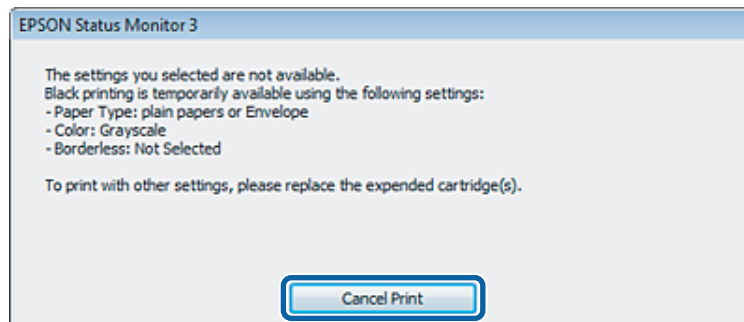 EPSON Status Monitor 3
The settings you selected are not available.
Black printing is temporarily available using the following settings:
- Paper Type: plain papers or Envelope
- Color: Grayscale
- Borderless: Not Selected
To print with other settings, please replace the expended cartridge(s).
Cancel Print